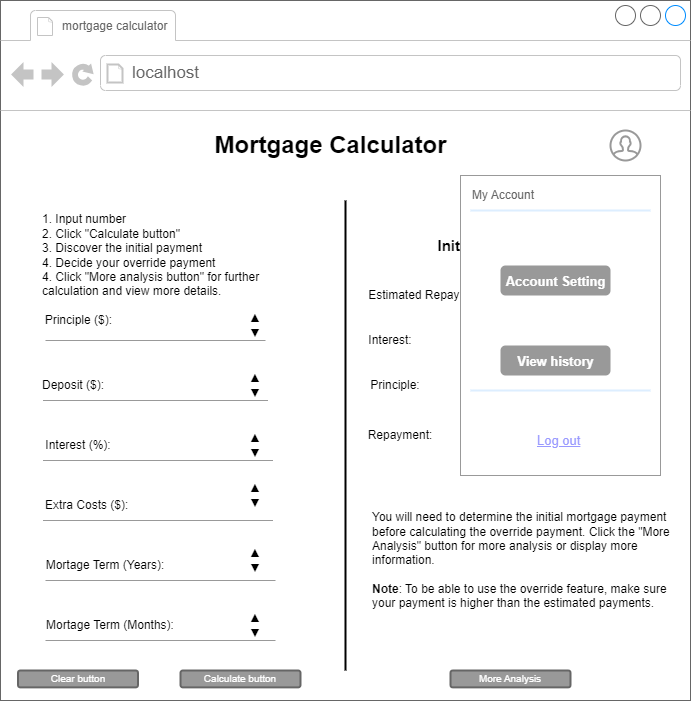 mortgage calculator
localhost
Mortgage Calculator
1. Input number
2. Click "Calculate button"
3. Discover the initial payment
4. Decide your override payment
4. Click "More analysis button" for further
calculation and view more details.
Principle ($):
Deposit ($):
Interest (%):
Extra Costs ($):
Mortage Term (Years):
Mortage Term (Months):
Clear button
Calculate button
Init
Estimated Repay
Interest:
Principle:
Repayment:
My Account
Account Setting
View history
Log out
You will need to determine the initial mortgage payment
before calculating the override payment. Click the "More
Analysis" button for more analysis or display more
information.
Note: To be able to use the override feature, make sure
your payment is higher than the estimated payments.
More Analysis